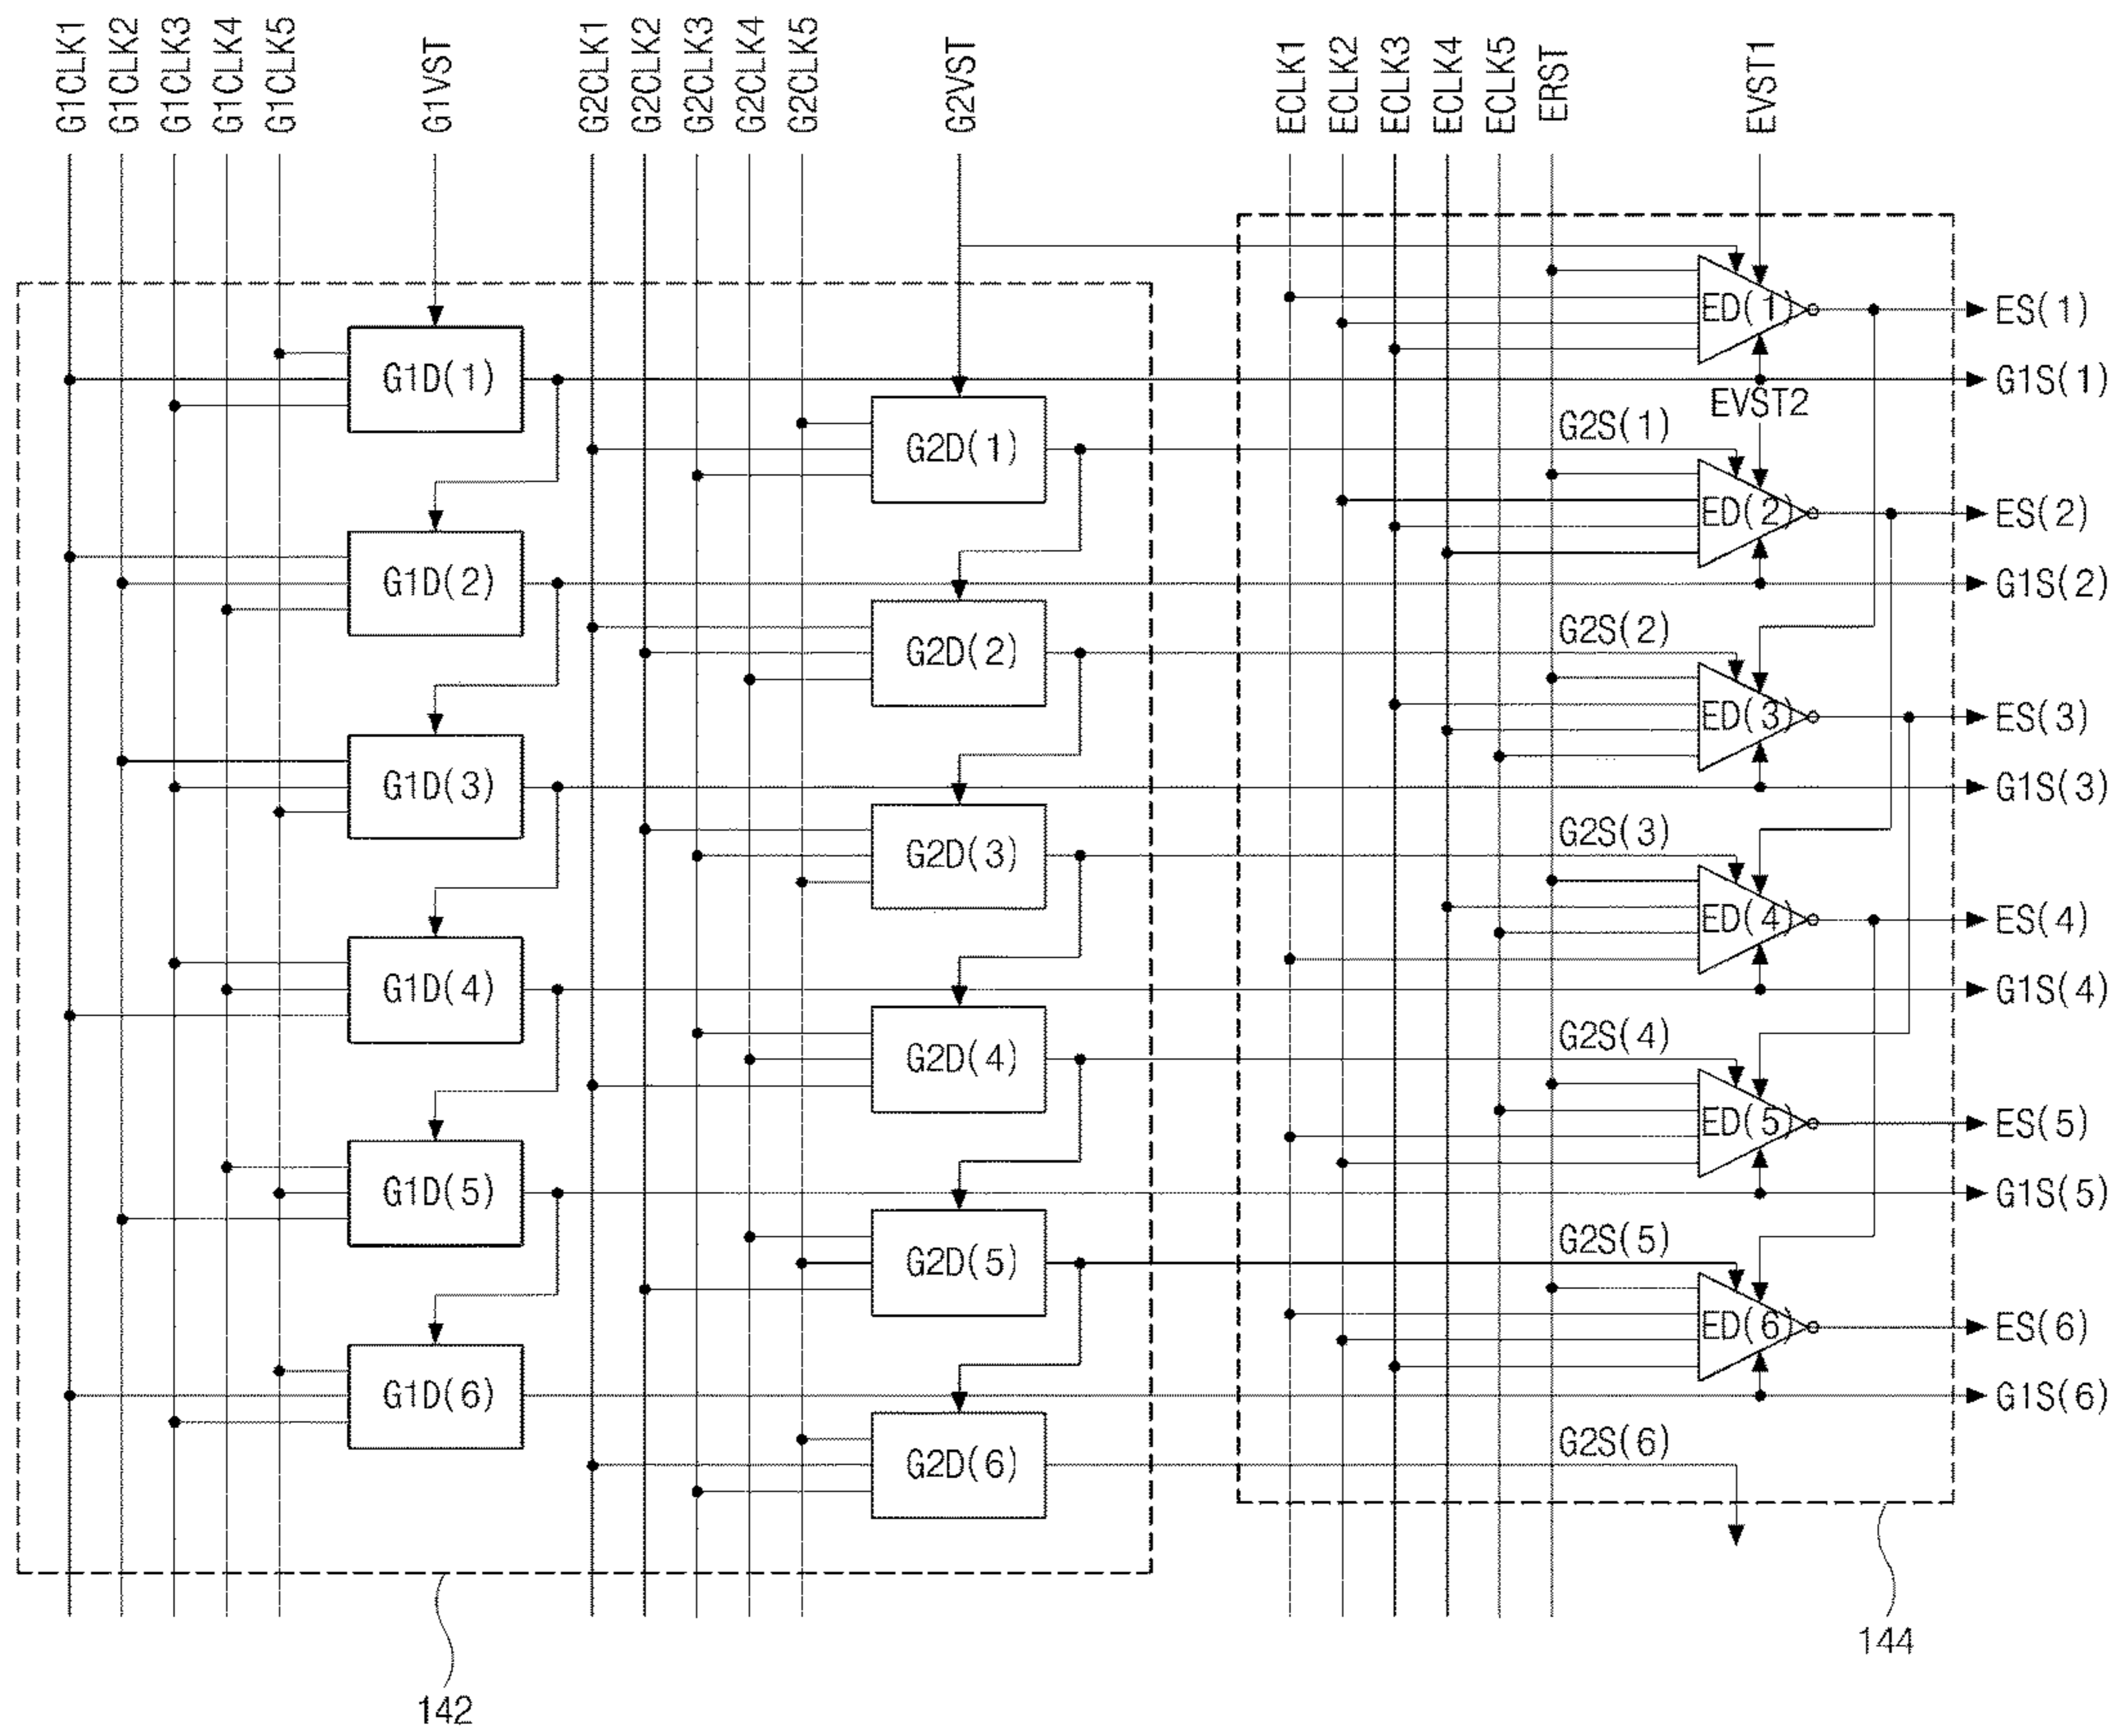 G1CLK1
G1CLK2
G1CLK3
G1CLK4
G1CLK5
G1VST
G2CLK1
G2CLK2
G2CLK3
G2CLK4
G2CLK5
G2VST
ECLK1
ECLK2
ECLK3
ECLK4
ECLK5
ERST
EVST1
ED(1)
ES(1)
G1D(1)
G1S(1)
EVST2
G2S(1)
G2D(1)
ED(2)
ES(2)
G1D(2)
G1S(2)
G2S(2)
G2D(2)
ED(3)
ES(3)
G1D(3)
G1S(3)
G2S(3)
G2D(3)
ED(4)
ES(4)
G1D(4)
G1S(4)
G2S(4)
G2D(4)
ED(5)
ES(5)
G1D(5)
G1S(5)
G2S(5)
G2D(5)
ED(6)
ES(6)
G1D(6)
G1S(6)
G2S(6)
G2D(6)
144
142